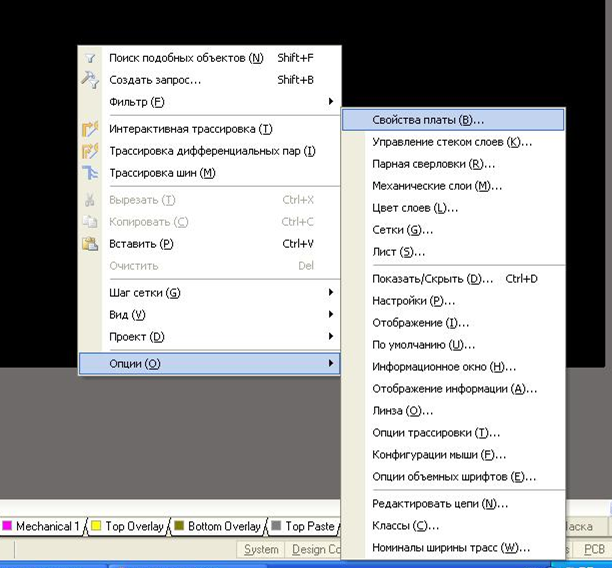 Поиск подобных объектов (N) Shift+F
Создать запрос... Shift+B
Фильтр (F)
Интерактивная трассировка (T)
Трассировка дифференциальных пар (I)
Трассировка шин (M)
Вырезать (T) Ctrl+X
Копировать (C) Ctrl+C
Вставить (P) Ctrl+V
Очистить Del
Шаг сетки (G)
Вид (V)
Проект (D)
Опции (O)
Свойства платы (B)...
Управление стеком слоев (K)...
Парная сверловки (R)...
Механические слои (M)...
Цвет слоев (L)...
Сетки (G)...
Лист (S)...
Показать/Скрыть (D)... Ctrl+D
Настройки (P)...
Отображение (I)...
По умолчанию (U)...
Информационное окно (H)...
Отображение информации (A)...
Линза (O)...
Опции трассировки (T)...
Конфигурации мыши (F)...
Опции объемных шрифтов (E)...
Редактировать цепи (N)...
Классы (C)...
Номиналы ширины трасс (W)...
Mechanical 1 Top Overlay Bottom Overlay Top Paste
System Design Co PCB